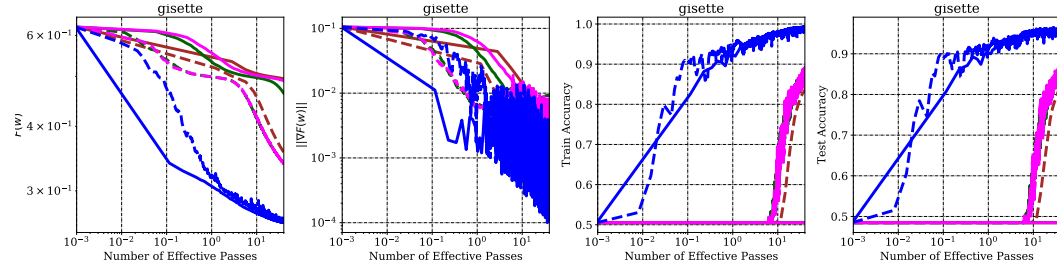 gisette
r(w)
6 × 10⁻¹
4 × 10⁻¹
3 × 10⁻¹
10⁻³ 10⁻² 10⁻¹ 10⁰ 10¹
Number of Effective Passes
gisette
||∇F(w)||
10⁻¹
10⁻²
10⁻³
10⁻⁴
10⁻³ 10⁻² 10⁻¹ 10⁰ 10¹
Number of Effective Passes
gisette
Train Accuracy
1.0
0.9
0.8
0.7
0.6
0.5
10⁻³ 10⁻² 10⁻¹ 10⁰ 10¹
Number of Effective Passes
gisette
Test Accuracy
0.9
0.8
0.7
0.6
0.5
10⁻³ 10⁻² 10⁻¹ 10⁰ 10¹
Number of Effective Passes